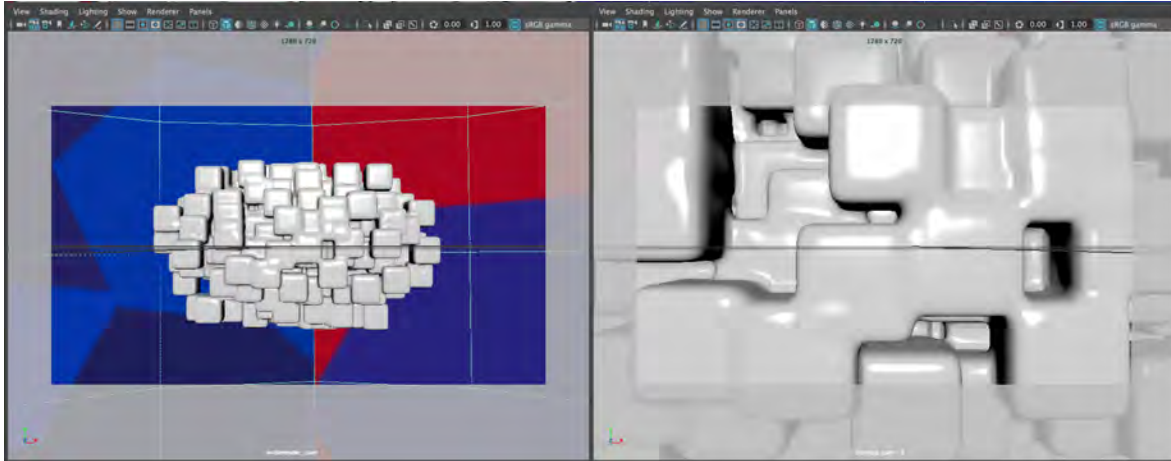 View Shading Lighting Show Renderer Panels
0.00 1.00 sRGB gamma
1280 x 720
View Shading Lighting Show Renderer Panels
0.00 1.00 sRGB gamma
1280 x 720